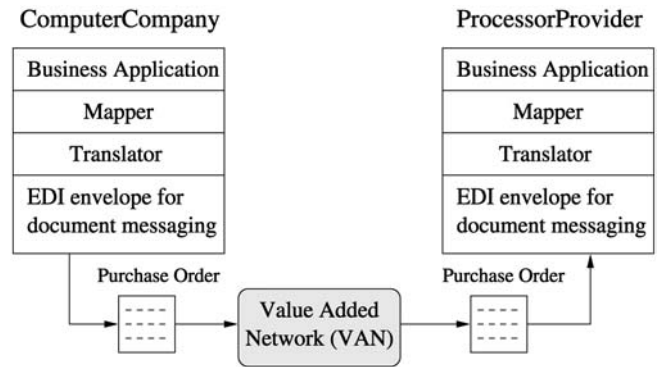 ComputerCompany
Business Application
Mapper
Translator
EDI envelope for
document messaging
ProcessorProvider
Business Application
Mapper
Translator
EDI envelope for
document messaging
Purchase Order
Value Added
Network (VAN)
Purchase Order